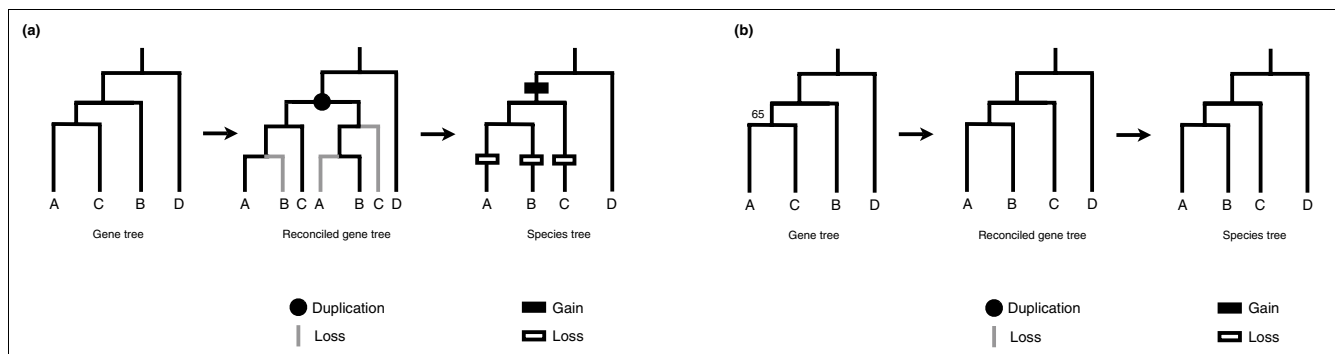 (a)
A C B D
Gene tree
A B C A B C D
Reconciled gene tree
A B C D
Species tree
Duplication
Loss
Gain
Loss
(b)
65
A C B D
Gene tree
A B C D
Reconciled gene tree
A B C D
Species tree
Duplication
Loss
Gain
Loss